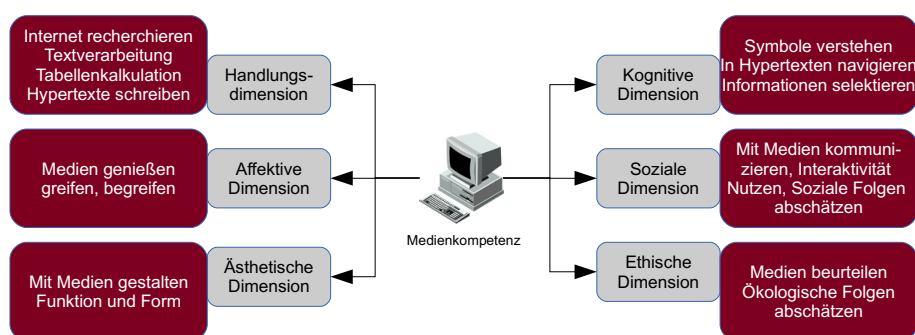 Internet recherchieren
Textverarbeitung
Tabellenkalkulation
Hypertexte schreiben
Handlungs-
dimension
Medien genießen
greifen, begreifen
Affektive
Dimension
Mit Medien gestalten
Funktion und Form
Ästhetische
Dimension
Medienkompetenz
Kognitive
Dimension
Symbole verstehen
In Hypertexten navigieren
Informationen selektieren
Soziale
Dimension
Mit Medien kommuni-
zieren, Interaktivität
Nutzen, Soziale Folgen
abschätzen
Ethische
Dimension
Medien beurteilen
Ökologische Folgen
abschätzen